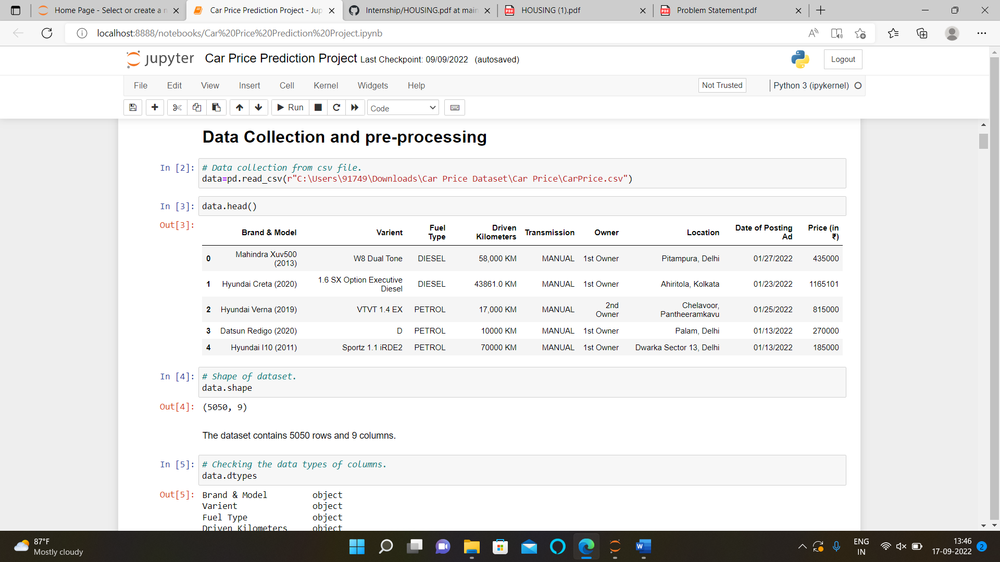 Home Page - Select or create a n
Car Price Prediction Project - Jup
Internship/HOUSING.pdf at main
HOUSING (1).pdf
Problem Statement.pdf
localhost:8888/notebooks/Car%20Price%20Prediction%20Project.ipynb
jupyter Car Price Prediction Project Last Checkpoint: 09/09/2022 (autosaved)
Logout
File Edit View Insert Cell Kernel Widgets Help
Not Trusted
Python 3 (ipykernel)
Run
Code
Data Collection and pre-processing
In [2]: # Data collection from csv file.
data=pd.read_csv(r"C:\Users\91749\Downloads\Car Price Dataset\Car Price\CarPrice.csv")
In [3]: data.head()
Out[3]:
Brand & Model Varient Fuel Type Driven Kilometers Transmission Owner Location Date of Posting Ad Price (in ₹)
0 Mahindra Xuv500 (2013) W8 Dual Tone DIESEL 58,000 KM MANUAL 1st Owner Pitampura, Delhi 01/27/2022 435000
1 Hyundai Creta (2020) 1.6 SX Option Executive Diesel DIESEL 43861.0 KM MANUAL 1st Owner Ahiritola, Kolkata 01/23/2022 1165101
2 Hyundai Verna (2019) VTVT 1.4 EX PETROL 17,000 KM MANUAL 2nd Owner Chelavoor, Pantheeramkavu 01/25/2022 815000
3 Datsun Redigo (2020) D PETROL 10000 KM MANUAL 1st Owner Palam, Delhi 01/13/2022 270000
4 Hyundai I10 (2011) Sportz 1.1 iRDE2 PETROL 70000 KM MANUAL 1st Owner Dwarka Sector 13, Delhi 01/13/2022 185000
In [4]: # Shape of dataset.
data.shape
Out[4]: (5050, 9)
The dataset contains 5050 rows and 9 columns.
In [5]: # Checking the data types of columns.
data.dtypes
Out[5]: Brand & Model object
Varient object
Fuel Type object
Driven Kilometers object
87°F
Mostly cloudy
ENG
IN
13:46
17-09-2022
2